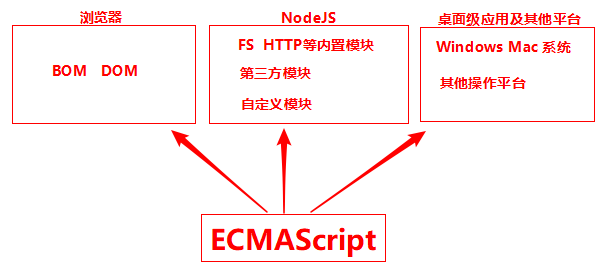 浏览器
BOM DOM
NodeJS
FS HTTP等内置模块
第三方模块
自定义模块
桌面级应用及其他平台
Windows Mac 系统
其他操作平台
ECMAScript